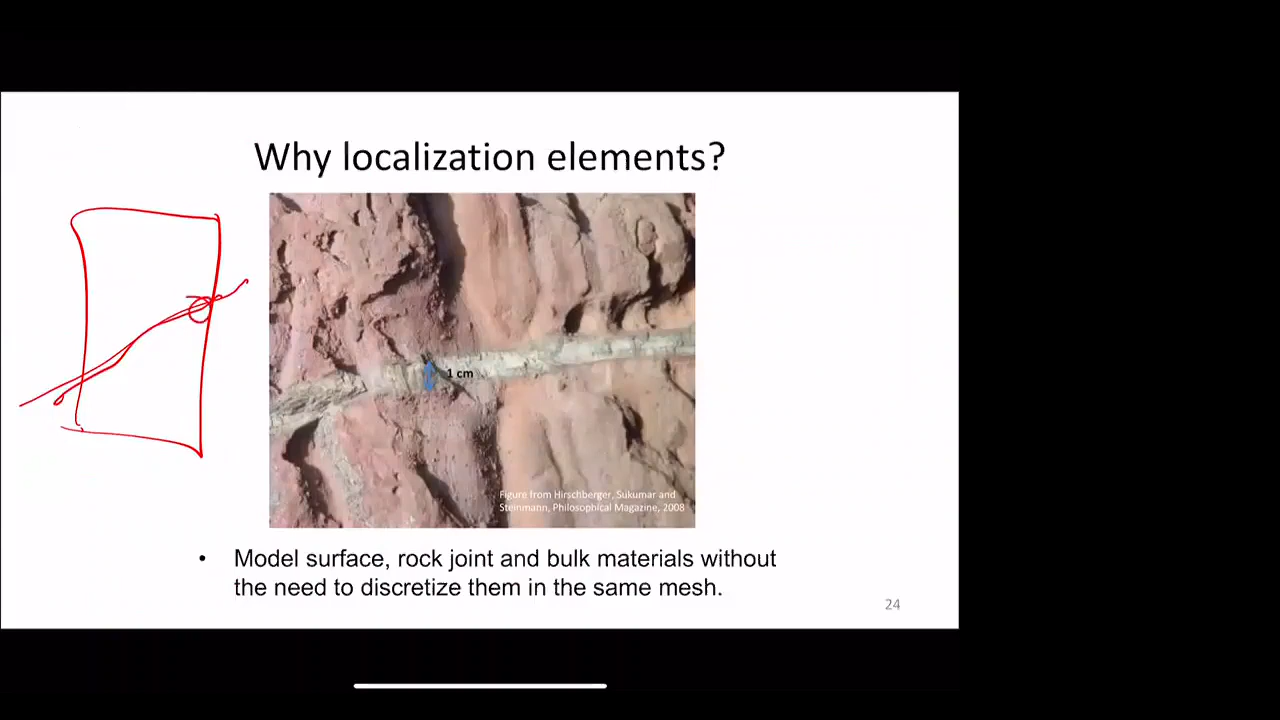 Why localization elements?
1 cm
Figure from Hirschberger, Sukumar and
Steinmann, Philosophical Magazine, 2008
• Model surface, rock joint and bulk materials without
the need to discretize them in the same mesh.
24